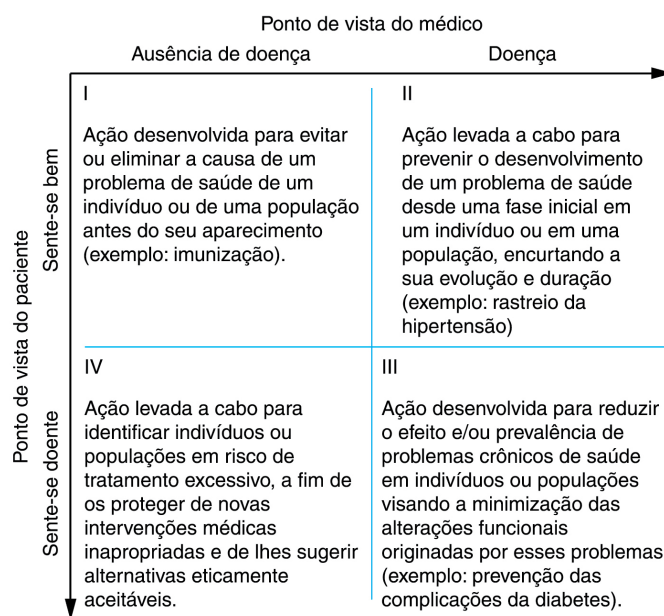 Ponto de vista do médico
Ausência de doença
Doença
Ponto de vista do paciente
Sente-se bem
Sente-se doente
I
Ação desenvolvida para evitar
ou eliminar a causa de um
problema de saúde de um
indivíduo ou de uma população
antes do seu aparecimento
(exemplo: imunização).
II
Ação levada a cabo para
prevenir o desenvolvimento
de um problema de saúde
desde uma fase inicial em
um indivíduo ou em uma
população, encurtando a
sua evolução e duração
(exemplo: rastreio da
hipertensão)
IV
Ação levada a cabo para
identificar indivíduos ou
populações em risco de
tratamento excessivo, a fim de
os proteger de novas
intervenções médicas
inapropriadas e de lhes sugerir
alternativas eticamente
aceitáveis.
III
Ação desenvolvida para reduzir
o efeito e/ou prevalência de
problemas crônicos de saúde
em indivíduos ou populações
visando a minimização das
alterações funcionais
originadas por esses problemas
(exemplo: prevenção das
complicações da diabetes).